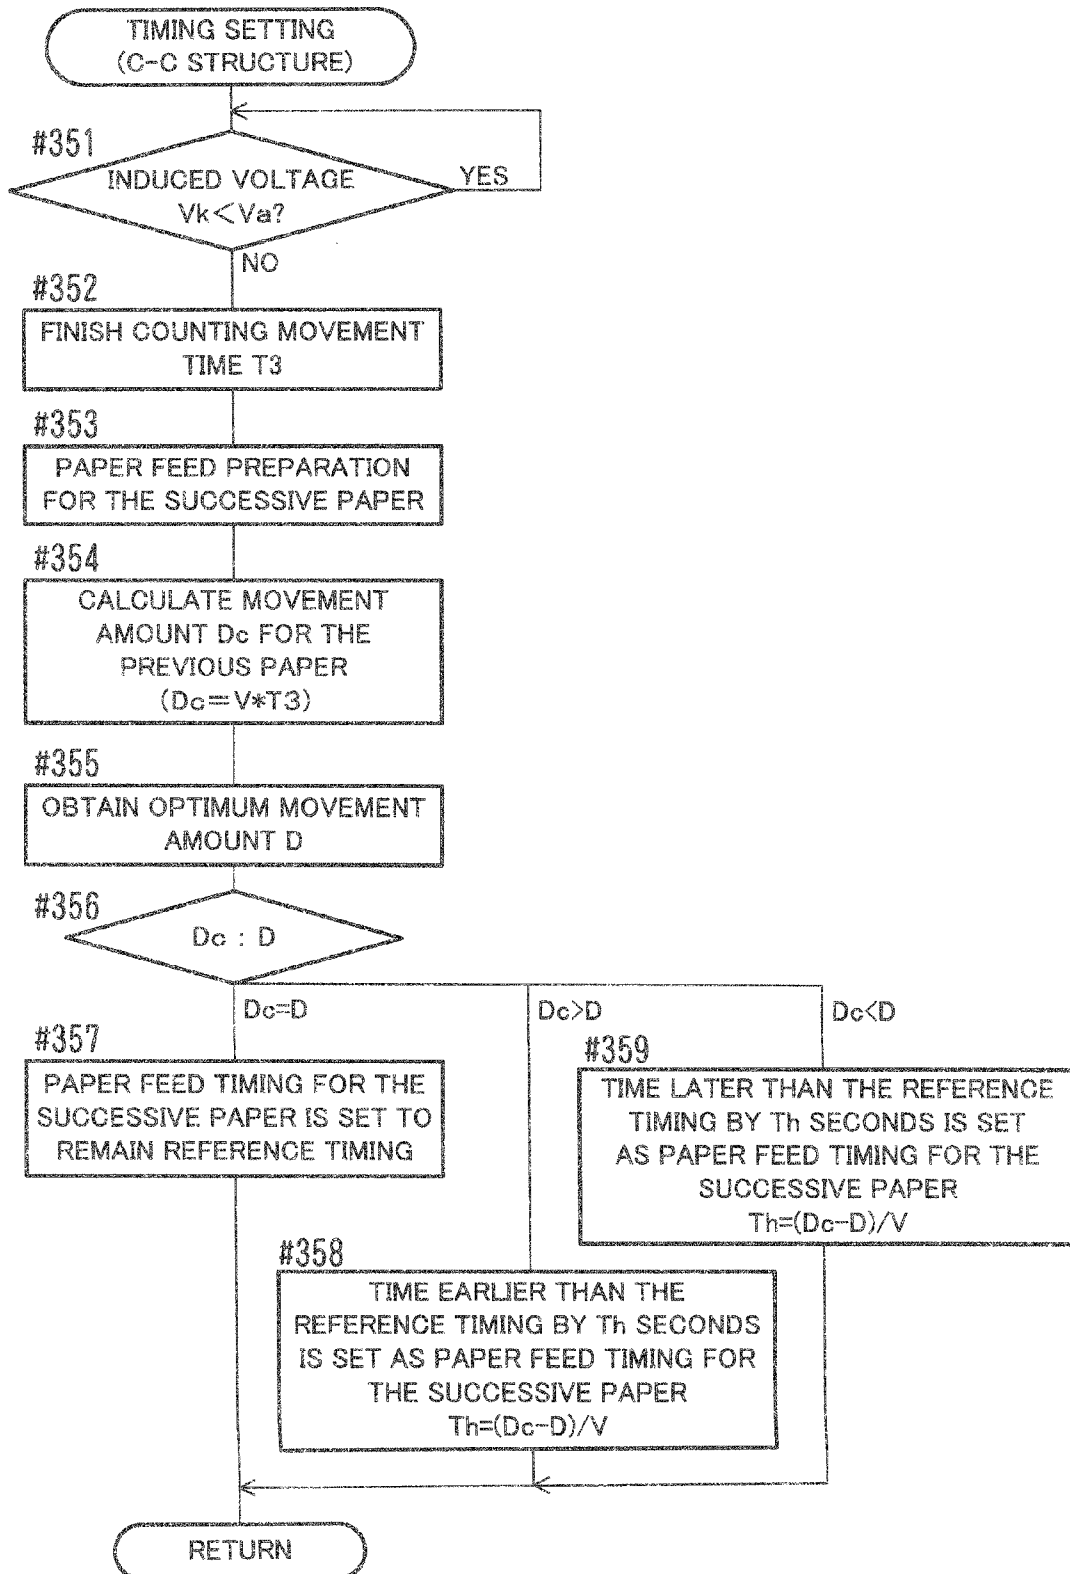 TIMING SETTING
(C-C STRUCTURE)
#351
INDUCED VOLTAGE
Vk<Va?
YES
NO
#352
FINISH COUNTING MOVEMENT
TIME T3
#353
PAPER FEED PREPARATION
FOR THE SUCCESSIVE PAPER
#354
CALCULATE MOVEMENT
AMOUNT Dc FOR THE
PREVIOUS PAPER
(Dc=V*T3)
#355
OBTAIN OPTIMUM MOVEMENT
AMOUNT D
#356
Dc : D
Dc=D
Dc>D
Dc<D
#357
PAPER FEED TIMING FOR THE
SUCCESSIVE PAPER IS SET TO
REMAIN REFERENCE TIMING
#359
TIME LATER THAN THE REFERENCE
TIMING BY Th SECONDS IS SET
AS PAPER FEED TIMING FOR THE
SUCCESSIVE PAPER
Th=(Dc-D)/V
#358
TIME EARLIER THAN THE
REFERENCE TIMING BY Th SECONDS
IS SET AS PAPER FEED TIMING FOR
THE SUCCESSIVE PAPER
Th=(Dc-D)/V
RETURN